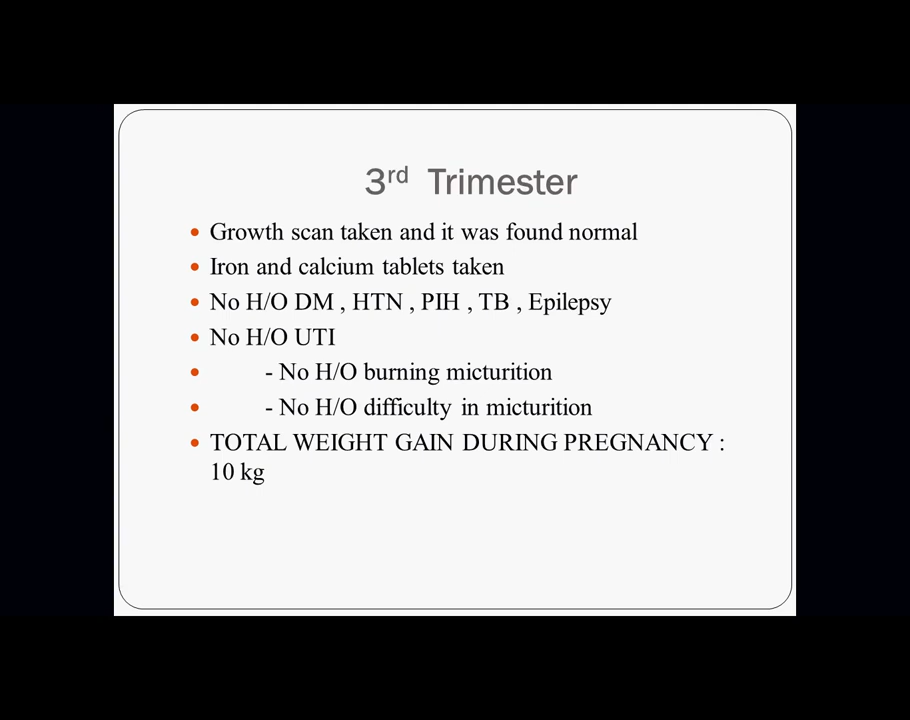 3rd Trimester
• Growth scan taken and it was found normal
• Iron and calcium tablets taken
• No H/O DM , HTN , PIH , TB , Epilepsy
• No H/O UTI
• - No H/O burning micturition
• - No H/O difficulty in micturition
• TOTAL WEIGHT GAIN DURING PREGNANCY :
10 kg